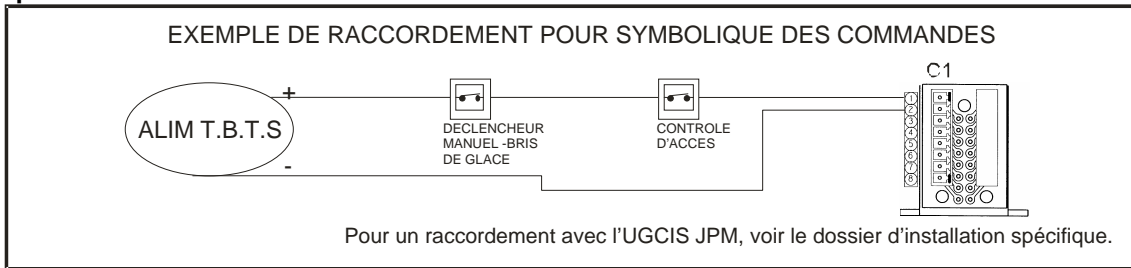 EXEMPLE DE RACCORDEMENT POUR SYMBOLIQUE DES COMMANDES
C1
+
ALIM T.B.T.S
-
DECLENCHEUR
MANUEL -BRIS
DE GLACE
CONTROLE
D'ACCES
1
2
3
4
5
6
7
8
Pour un raccordement avec l'UGCIS JPM, voir le dossier d'installation spécifique.